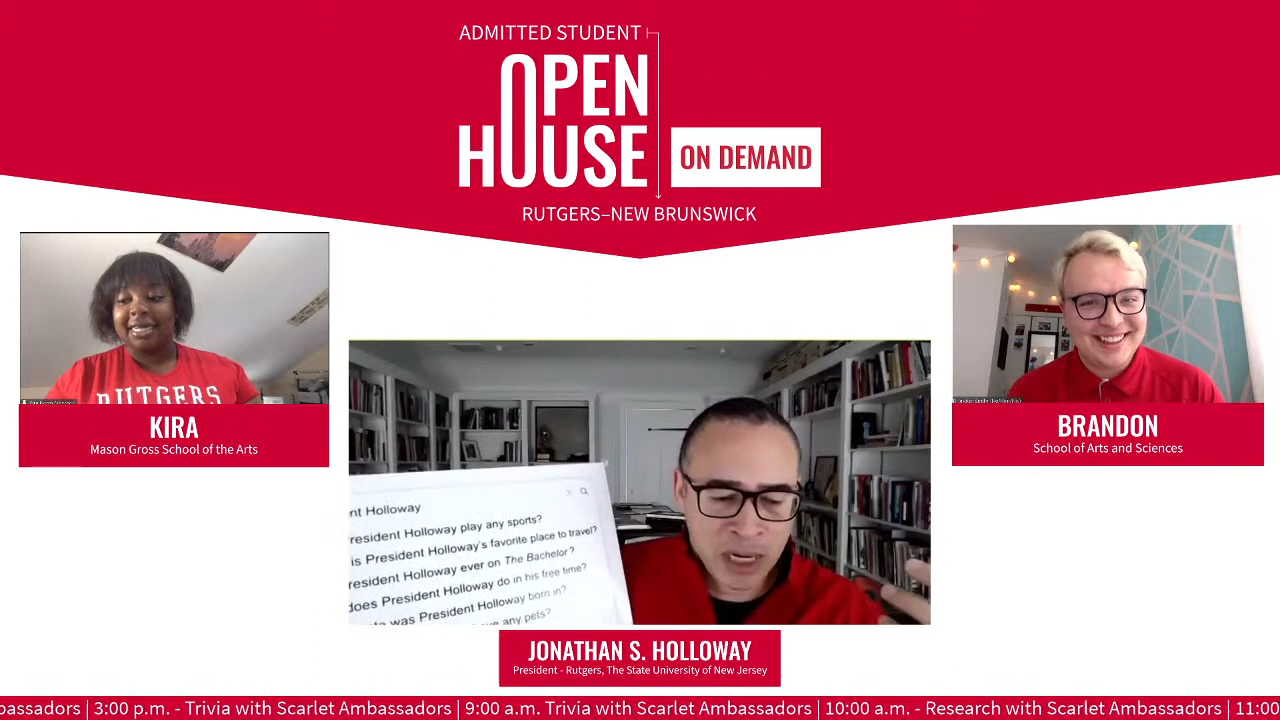 ADMITTED STUDENT
OPEN
HOUSE
ON DEMAND
RUTGERS–NEW BRUNSWICK
RUTGERS
KIRA
Mason Gross School of the Arts
BRANDON
School of Arts and Sciences
nt Holloway
resident Holloway play any sports?
is President Holloway's favorite place to travel?
resident Holloway ever on The Bachelor?
does President Holloway do in his free time?
was President Holloway born in?
any pets?
JONATHAN S. HOLLOWAY
President - Rutgers, The State University of New Jersey
bassadors | 3:00 p.m. - Trivia with Scarlet Ambassadors | 9:00 a.m. Trivia with Scarlet Ambassadors | 10:00 a.m. - Research with Scarlet Ambassadors | 11:00